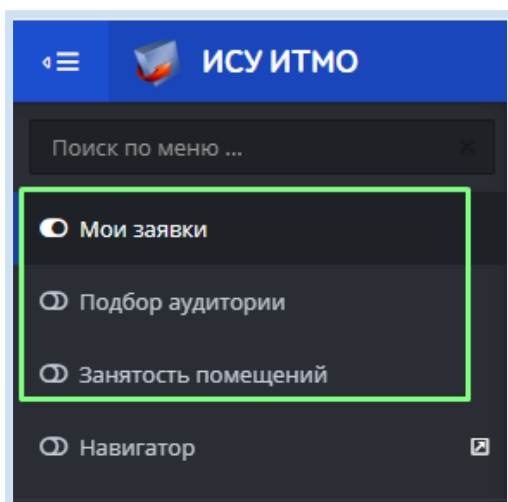 ИСУ ИТМО
Поиск по меню ...
Мои заявки
Подбор аудитории
Занятость помещений
Навигатор